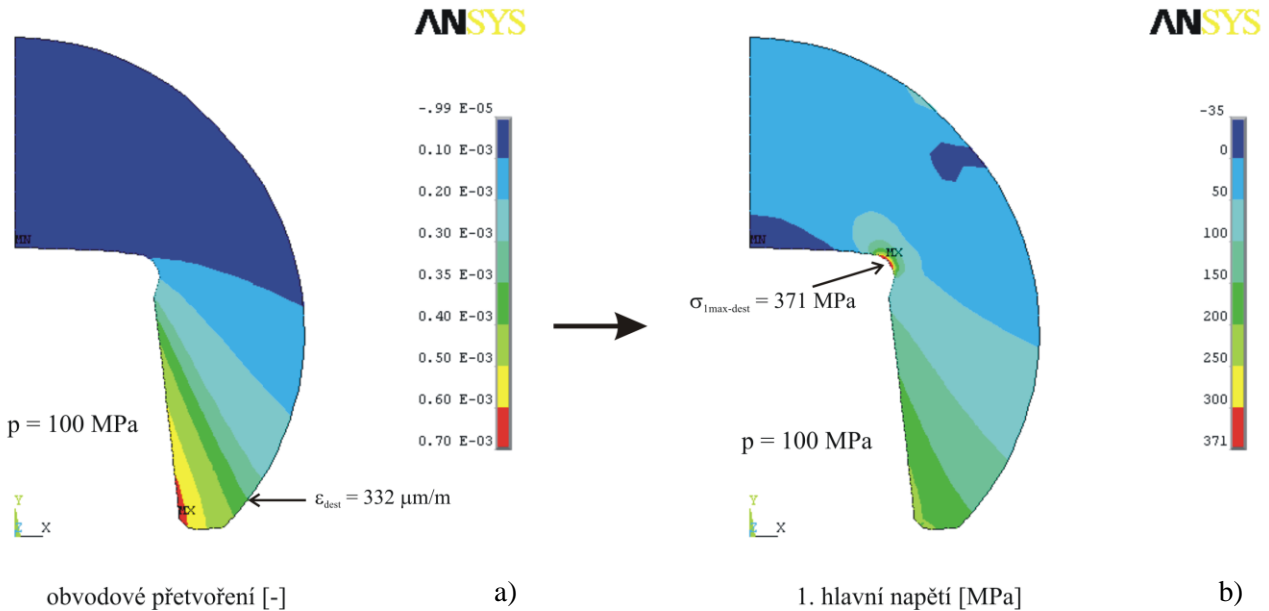 ANSYS
-.99 E-05
0.10 E-03
0.20 E-03
0.30 E-03
0.35 E-03
0.40 E-03
0.50 E-03
0.60 E-03
0.70 E-03
MN
p = 100 MPa
εdest = 332 μm/m
MX
Y
Z X
obvodové přetvoření [-]
a)
ANSYS
-35
0
50
100
150
200
250
300
371
MN
MX
σ1max-dest = 371 MPa
p = 100 MPa
Y
Z X
1. hlavní napětí [MPa]
b)